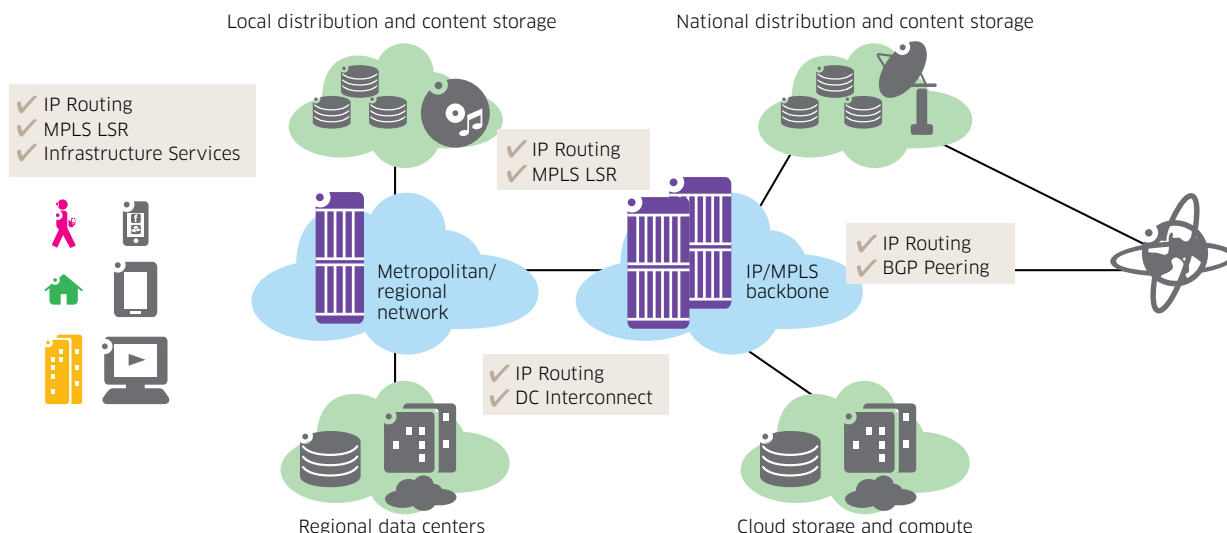 Local distribution and content storage
National distribution and content storage
IP Routing
MPLS LSR
Infrastructure Services
IP Routing
MPLS LSR
Metropolitan/
regional
network
IP/MPLS
backbone
IP Routing
BGP Peering
IP Routing
DC Interconnect
Regional data centers
Cloud storage and compute